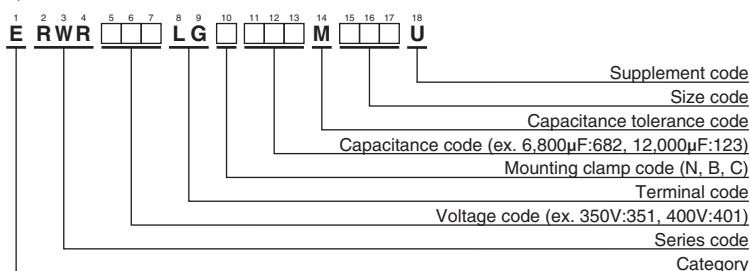 1 2 3 4 5 6 7 8 9 10 11 12 13 14 15 16 17 18
E RWR □□□ LG □ □□□ M □□□ U
Supplement code
Size code
Capacitance tolerance code
Capacitance code (ex. 6,800µF:682, 12,000µF:123)
Mounting clamp code (N, B, C)
Terminal code
Voltage code (ex. 350V:351, 400V:401)
Series code
Category